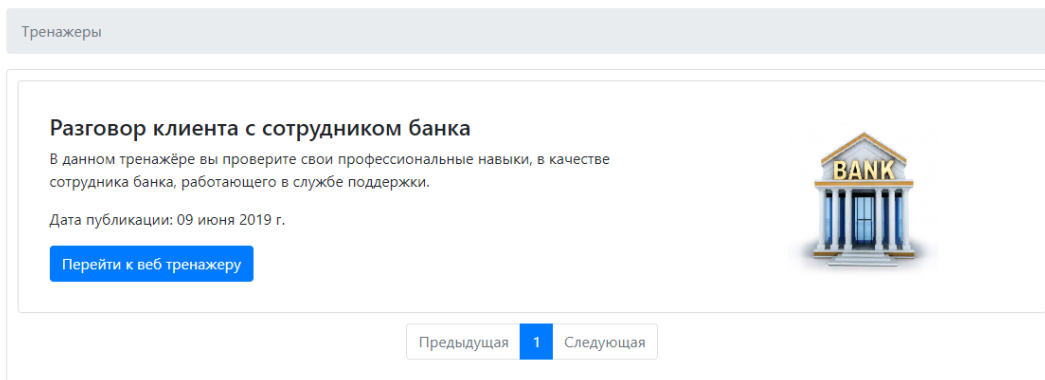 Тренажеры
Разговор клиента с сотрудником банка
В данном тренажёре вы проверите свои профессиональные навыки, в качестве
сотрудника банка, работающего в службе поддержки.
BANK
Дата публикации: 09 июня 2019 г.
Перейти к веб тренажеру
Предыдущая 1 Следующая